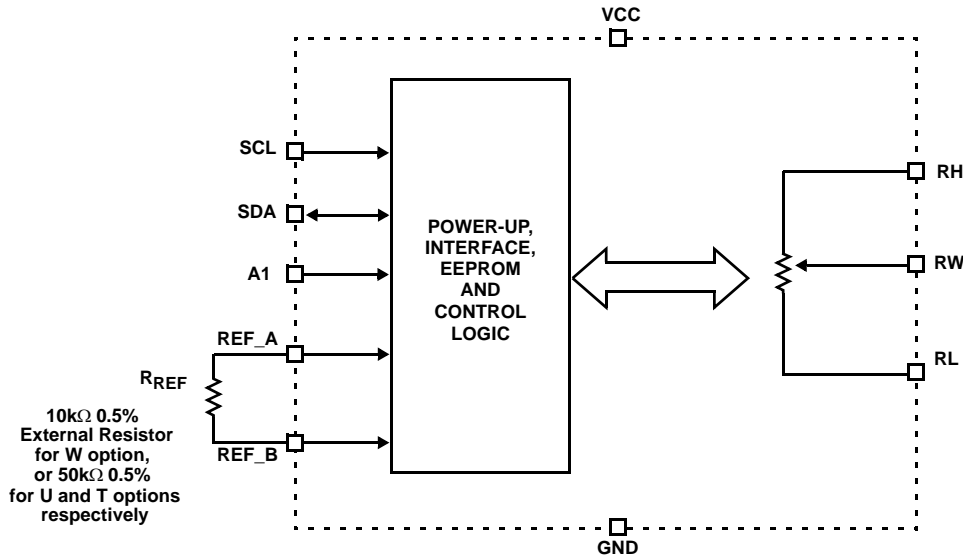 VCC
SCL
SDA
A1
REF_A
RREF
REF_B
10kΩ 0.5%
External Resistor
for W option,
or 50kΩ 0.5%
for U and T options
respectively
POWER-UP,
INTERFACE,
EEPROM
AND
CONTROL
LOGIC
RH
RW
RL
GND